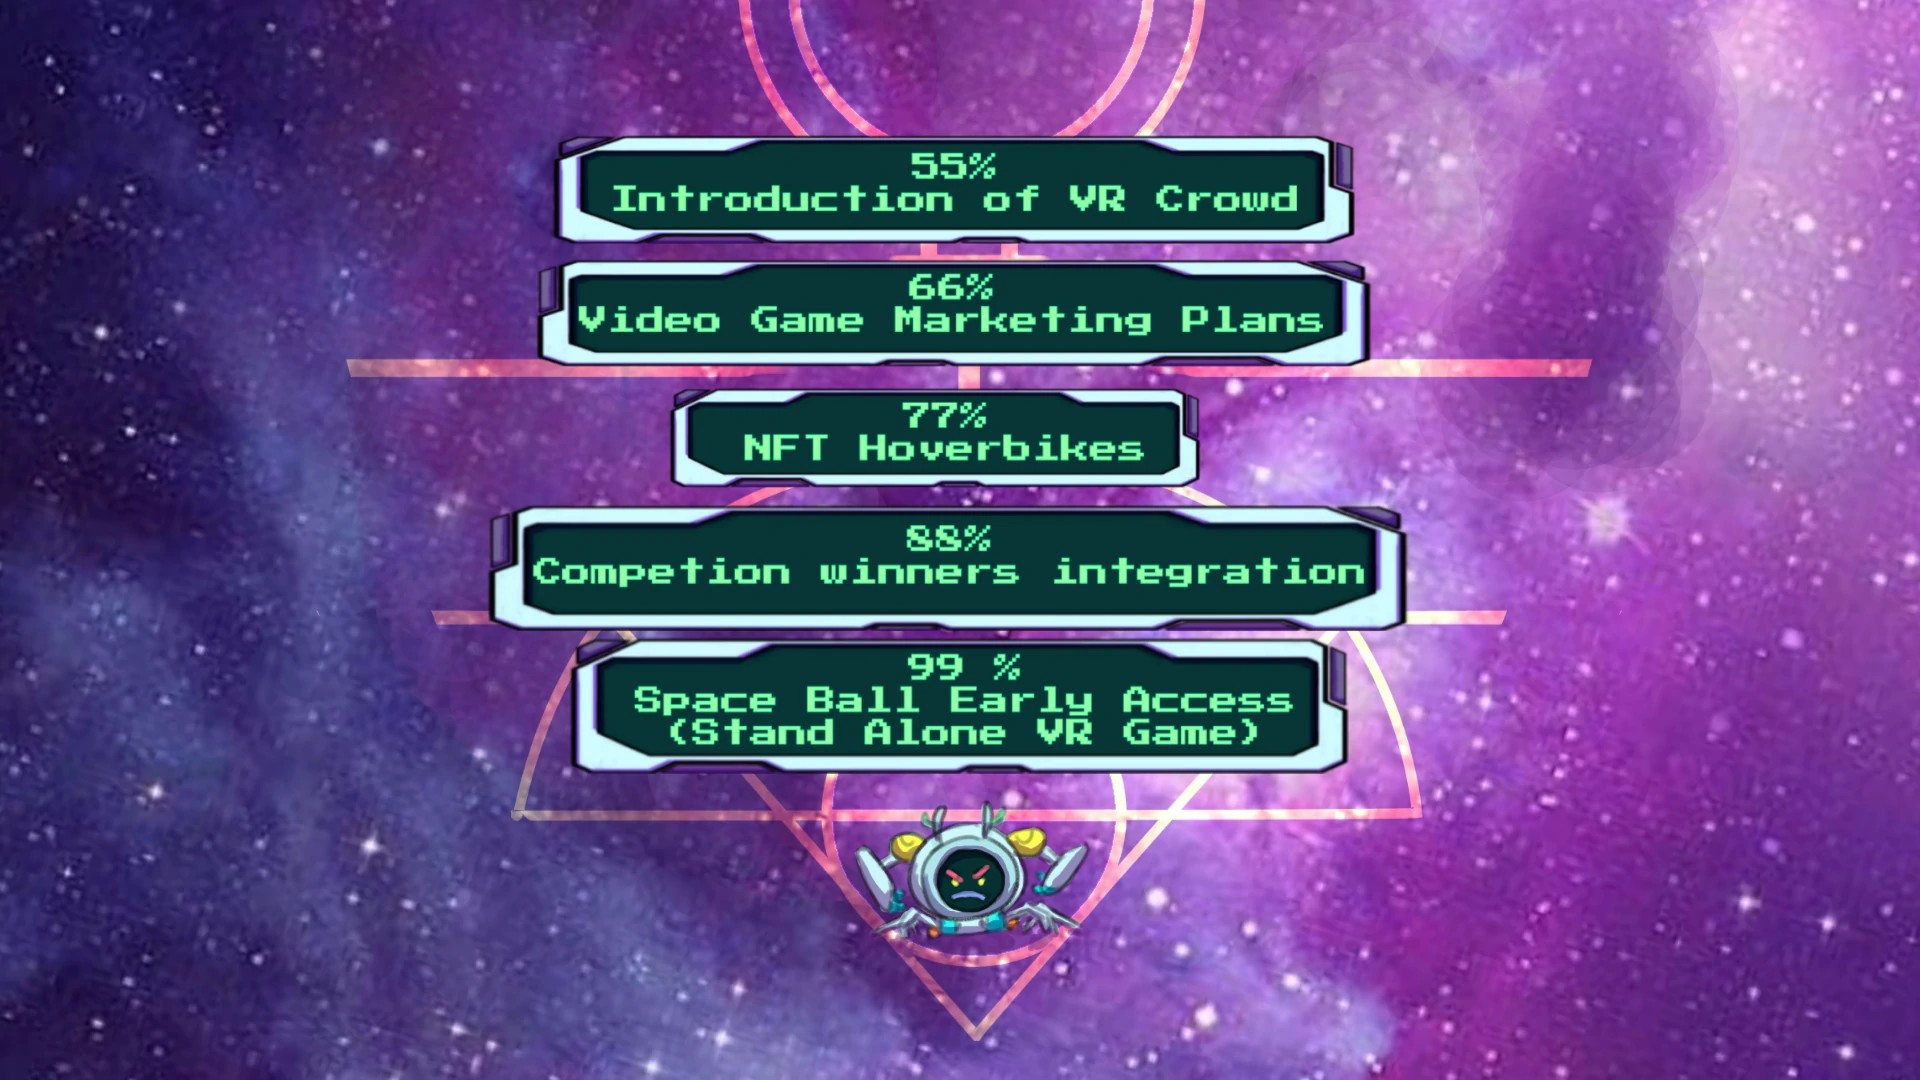 55%
Introduction of VR Crowd
66%
Video Game Marketing Plans
77%
NFT Hoverbikes
88%
Competion winners integration
99 %
Space Ball Early Access
(Stand Alone VR Game)